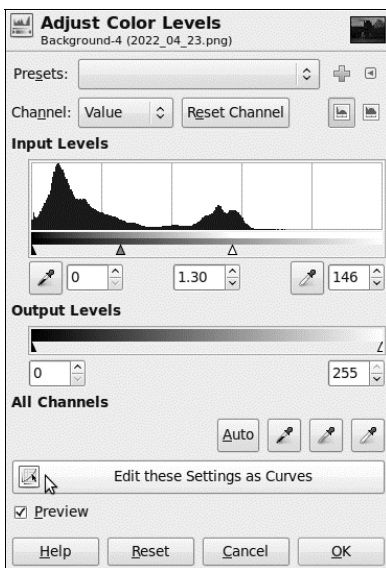 Adjust Color Levels
Background-4 (2022_04_23.png)
Presets:
Channel: Value Reset Channel
Input Levels
0 1.30 146
Output Levels
0 255
All Channels
Auto
Edit these Settings as Curves
Preview
Help Reset Cancel OK